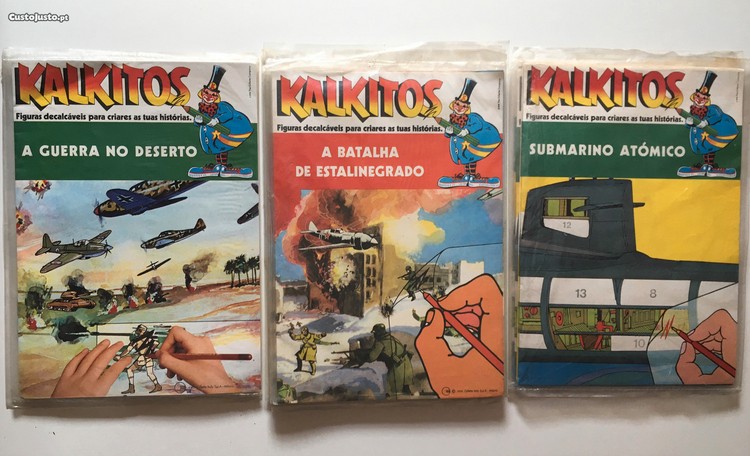 CustoJusto.pt
KALKITOS
Figuras decalcáveis para criares as tuas histórias.
A GUERRA NO DESERTO
KALKITOS
Figuras decalcáveis para criares as tuas histórias.
A BATALHA
DE ESTALINEGRADO
KALKITOS
Figuras decalcáveis para criares as tuas histórias.
SUBMARINO ATÓMICO
12
13
8
10